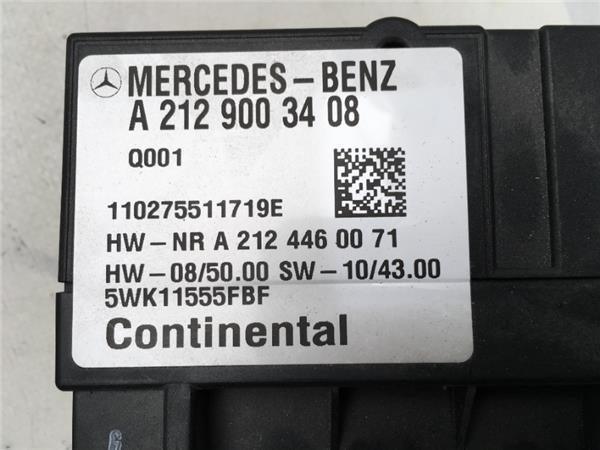 MERCEDES-BENZ
A 212 900 34 08
Q001
110275511719E
HW-NR A 212 446 00 71
HW-08/50.00 SW-10/43.00
5WK11555FBF
Continental